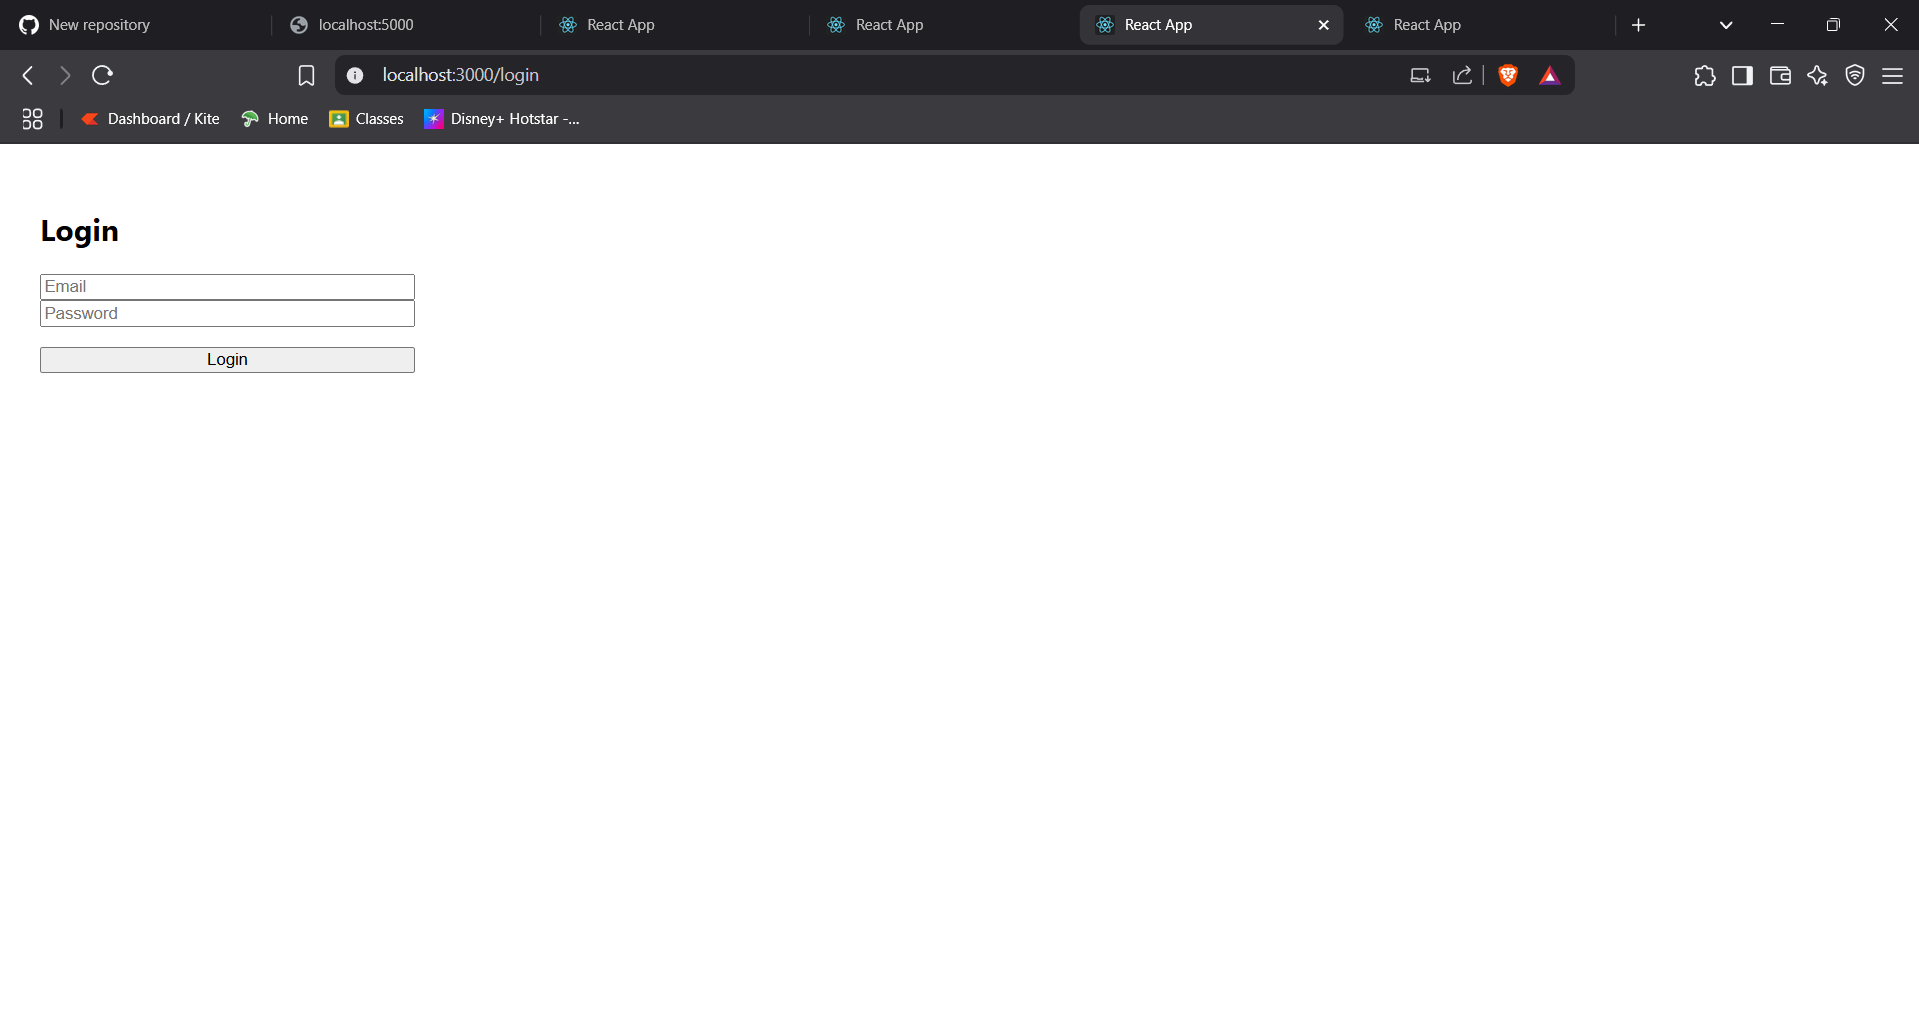 New repository
localhost:5000
React App
React App
React App
React App
localhost:3000/login
Dashboard / Kite
Home
Classes
Disney+ Hotstar -...
Login
Email
Password
Login